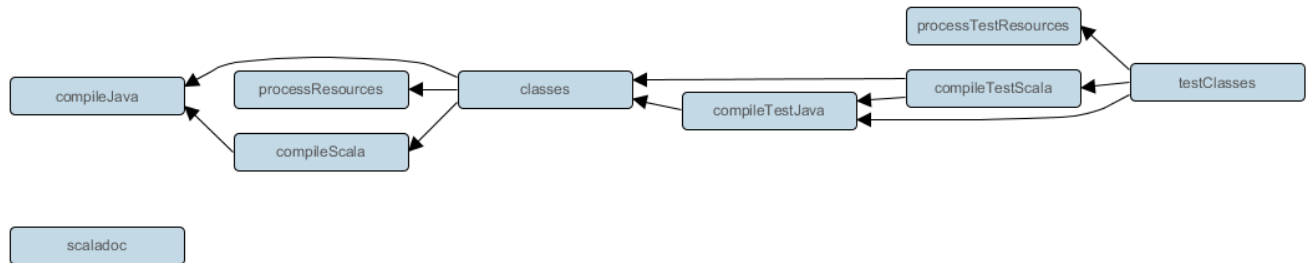 processTestResources
compileJava
processResources
classes
compileTestJava
compileTestScala
testClasses
compileScala
scaladoc